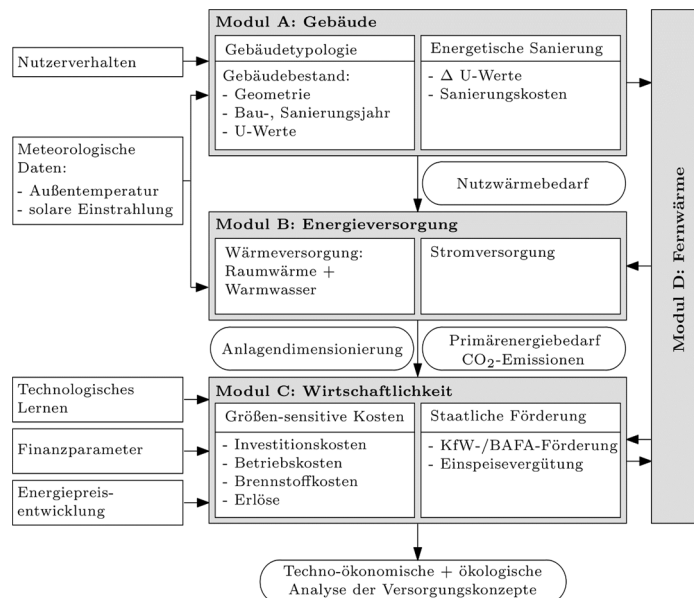 Modul A: Gebäude
Gebäudetypologie
Gebäudebestand:
- Geometrie
- Bau-, Sanierungsjahr
- U-Werte
Energetische Sanierung
- Δ U-Werte
- Sanierungskosten
Nutzerverhalten
Meteorologische
Daten:
- Außentemperatur
- solare Einstrahlung
Nutzwärmebedarf
Modul B: Energieversorgung
Wärmeversorgung:
Raumwärme +
Warmwasser
Stromversorgung
Modul D: Fernwärme
Anlagendimensionierung
Primärenergiebedarf
CO₂-Emissionen
Modul C: Wirtschaftlichkeit
Größen-sensitive Kosten
- Investitionskosten
- Betriebskosten
- Brennstoffkosten
- Erlöse
Staatliche Förderung
- KfW-/BAFA-Förderung
- Einspeisevergütung
Technologisches
Lernen
Finanzparameter
Energiepreis-
entwicklung
Techno-ökonomische + ökologische
Analyse der Versorgungskonzepte